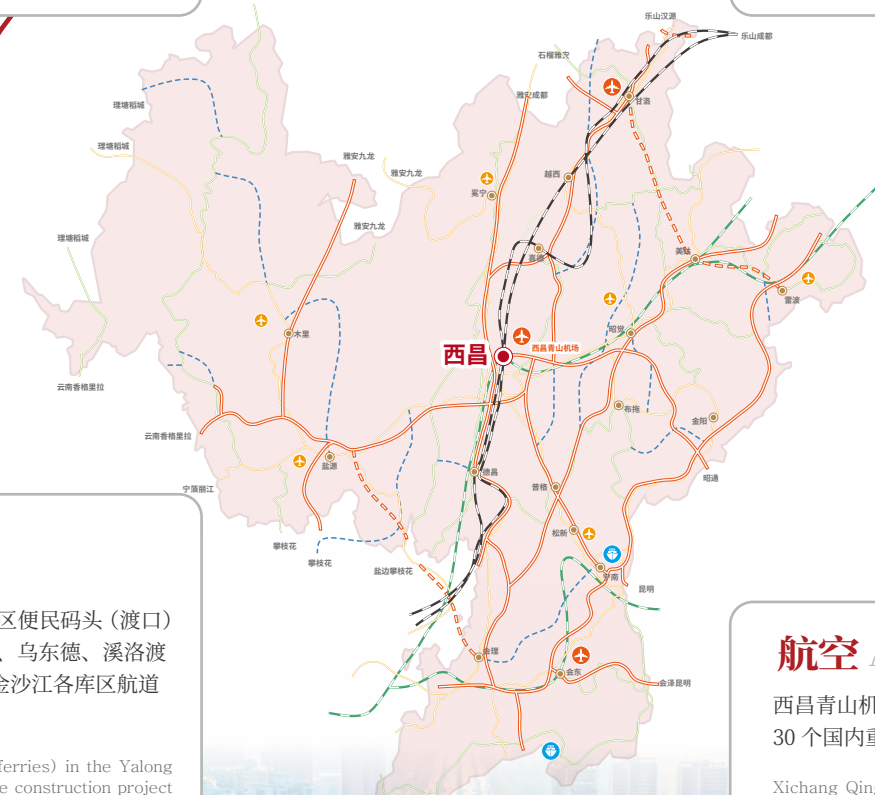 乐山汉源
乐山成都
石棉雅安
雅安成都
甘洛
理塘稻城
理塘稻城
雅安九龙
雅安九龙
越西
冕宁
雅安九龙
理塘稻城
喜德
美姑
雷波
昭觉
木里
西昌
西昌青山机场
云南香格里拉
布拖
金阳
云南香格里拉
盐源
德昌
昭通
宁蒗丽江
普格
攀枝花
松新
攀枝花
盐边攀枝花
宁南
昆明
会理
会东
会泽昆明
区便民码头（渡口）
、乌东德、溪洛渡
金沙江各库区航道
ferries) in the Yalong
e construction project
航空
西昌青山机
30 个国内重
Xichang Qing